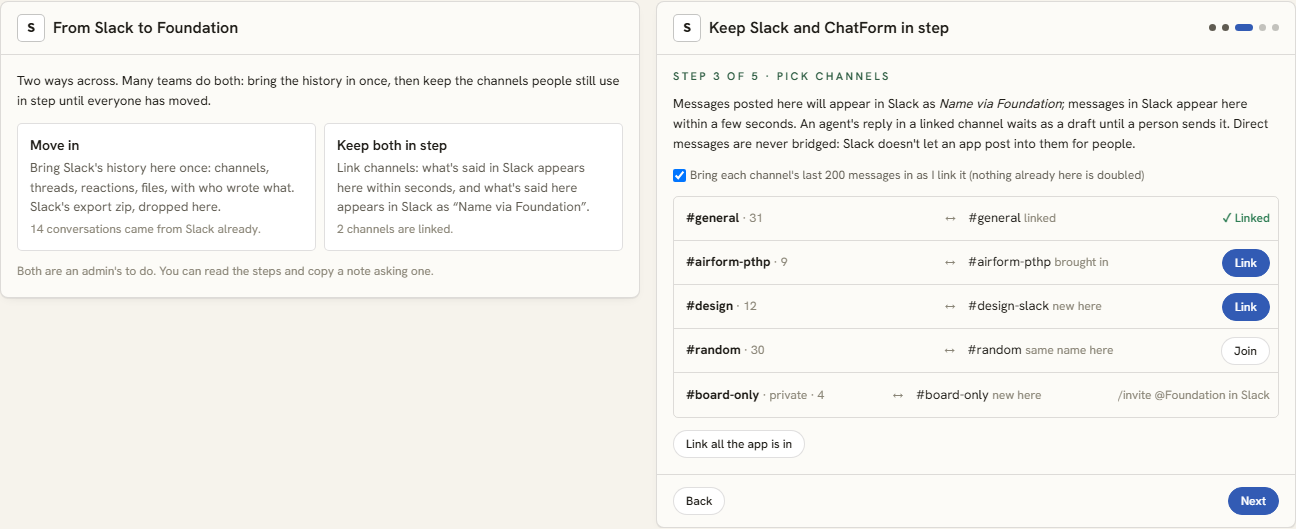 S From Slack to Foundation
Two ways across. Many teams do both: bring the history in once, then keep the channels people still use
in step until everyone has moved.
Move in
Bring Slack's history here once: channels,
threads, reactions, files, with who wrote what.
Slack's export zip, dropped here.
14 conversations came from Slack already.
Keep both in step
Link channels: what's said in Slack appears
here within seconds, and what's said here
appears in Slack as “Name via Foundation”.
2 channels are linked.
Both are an admin's to do. You can read the steps and copy a note asking one.
S Keep Slack and ChatForm in step
STEP 3 OF 5 · PICK CHANNELS
Messages posted here will appear in Slack as Name via Foundation; messages in Slack appear here
within a few seconds. An agent's reply in a linked channel waits as a draft until a person sends it. Direct
messages are never bridged: Slack doesn't let an app post into them for people.
Bring each channel's last 200 messages in as I link it (nothing already here is doubled)
#general · 31 ↔ #general linked ✓ Linked
#airform-pthp · 9 ↔ #airform-pthp brought in Link
#design · 12 ↔ #design-slack new here Link
#random · 30 ↔ #random same name here Join
#board-only · private · 4 ↔ #board-only new here /invite @Foundation in Slack
Link all the app is in
Back Next